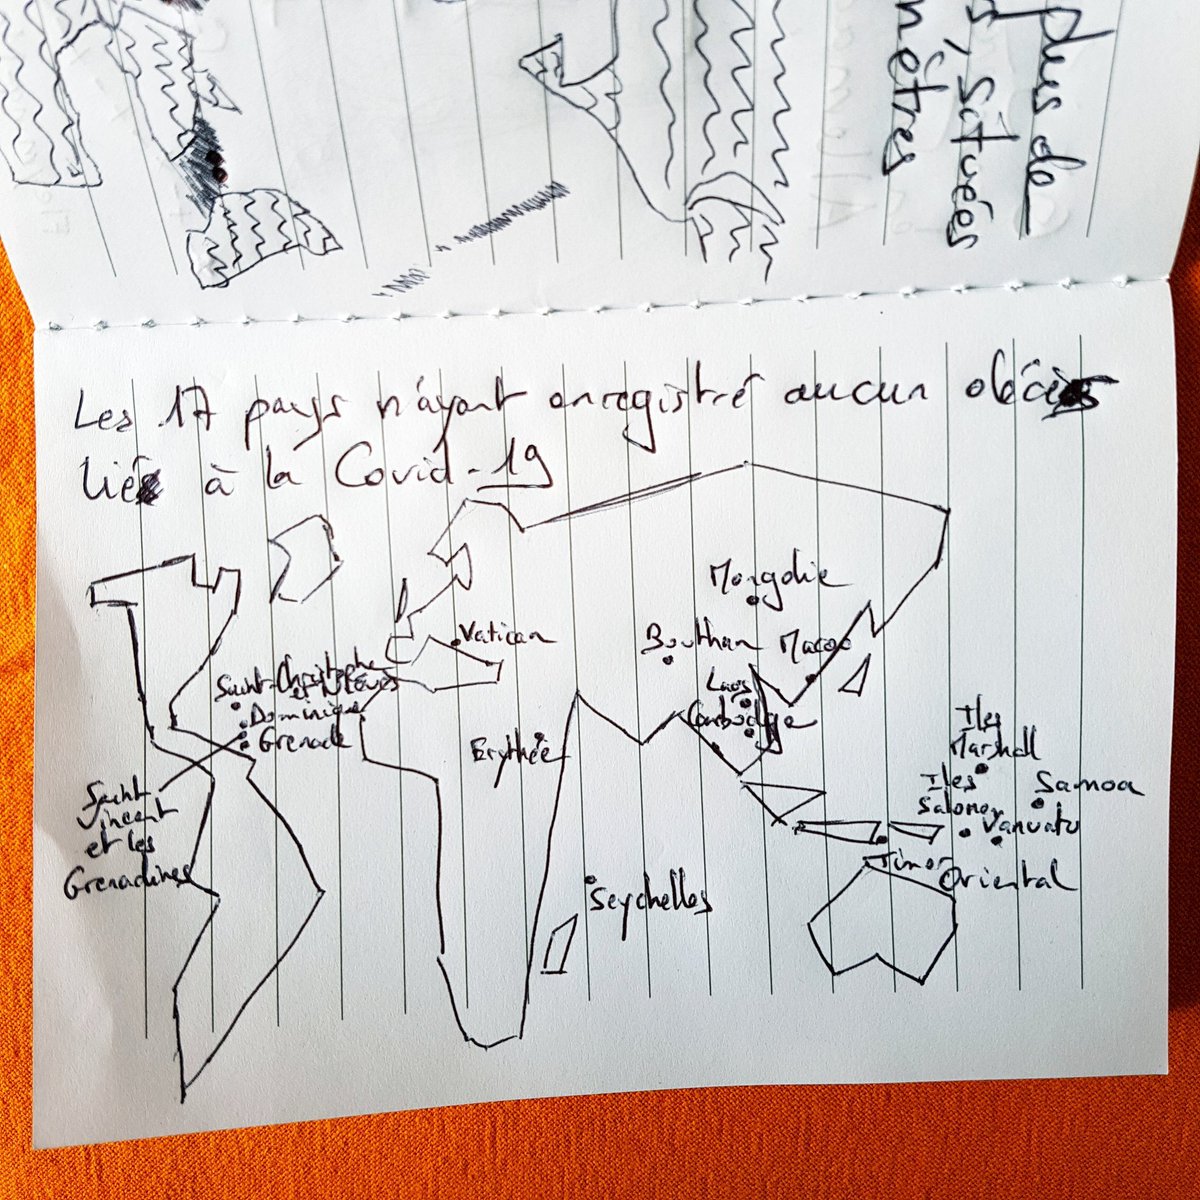 plus de
, situées
mètres
Les 17 pays n'ayant enregistré aucun décès
liés à la Covid-19
Mongolie
Vatican
Bouthan
Macao
Saint-Christophe
et Niévès
Laos
Dominique
Cambodge
Grenade
Erythée
Iles
Marshall
Saint
Vincent
et les
Grenadines
Iles
Salomon
Samoa
Vanuatu
Timor Oriental
Seychelles